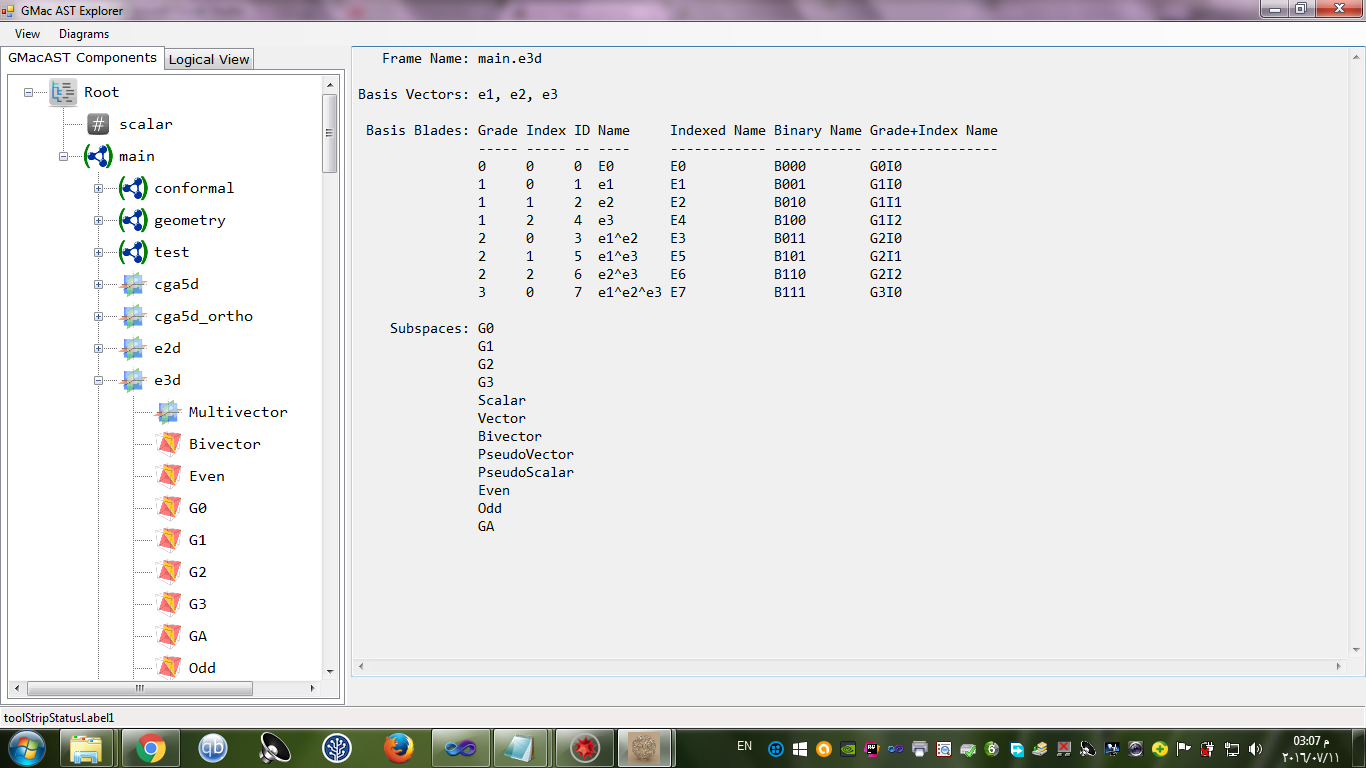 GMac AST Explorer
View Diagrams
GMacAST Components Logical View
Root
scalar
main
conformal
geometry
test
cga5d
cga5d_ortho
e2d
e3d
Multivector
Bivector
Even
G0
G1
G2
G3
GA
Odd
Frame Name: main.e3d
Basis Vectors: e1, e2, e3
Basis Blades: Grade Index ID Name Indexed Name Binary Name Grade+Index Name
----- ----- -- ---- ------------ ----------- ----------------
0 0 0 E0 E0 B000 G0I0
1 0 1 e1 E1 B001 G1I0
1 1 2 e2 E2 B010 G1I1
1 2 4 e3 E4 B100 G1I2
2 0 3 e1^e2 E3 B011 G2I0
2 1 5 e1^e3 E5 B101 G2I1
2 2 6 e2^e3 E6 B110 G2I2
3 0 7 e1^e2^e3 E7 B111 G3I0
Subspaces: G0
G1
G2
G3
Scalar
Vector
Bivector
PseudoVector
PseudoScalar
Even
Odd
GA
toolStripStatusLabel1
qb
EN
03:07 م
٢٠١٦/٠٧/١١